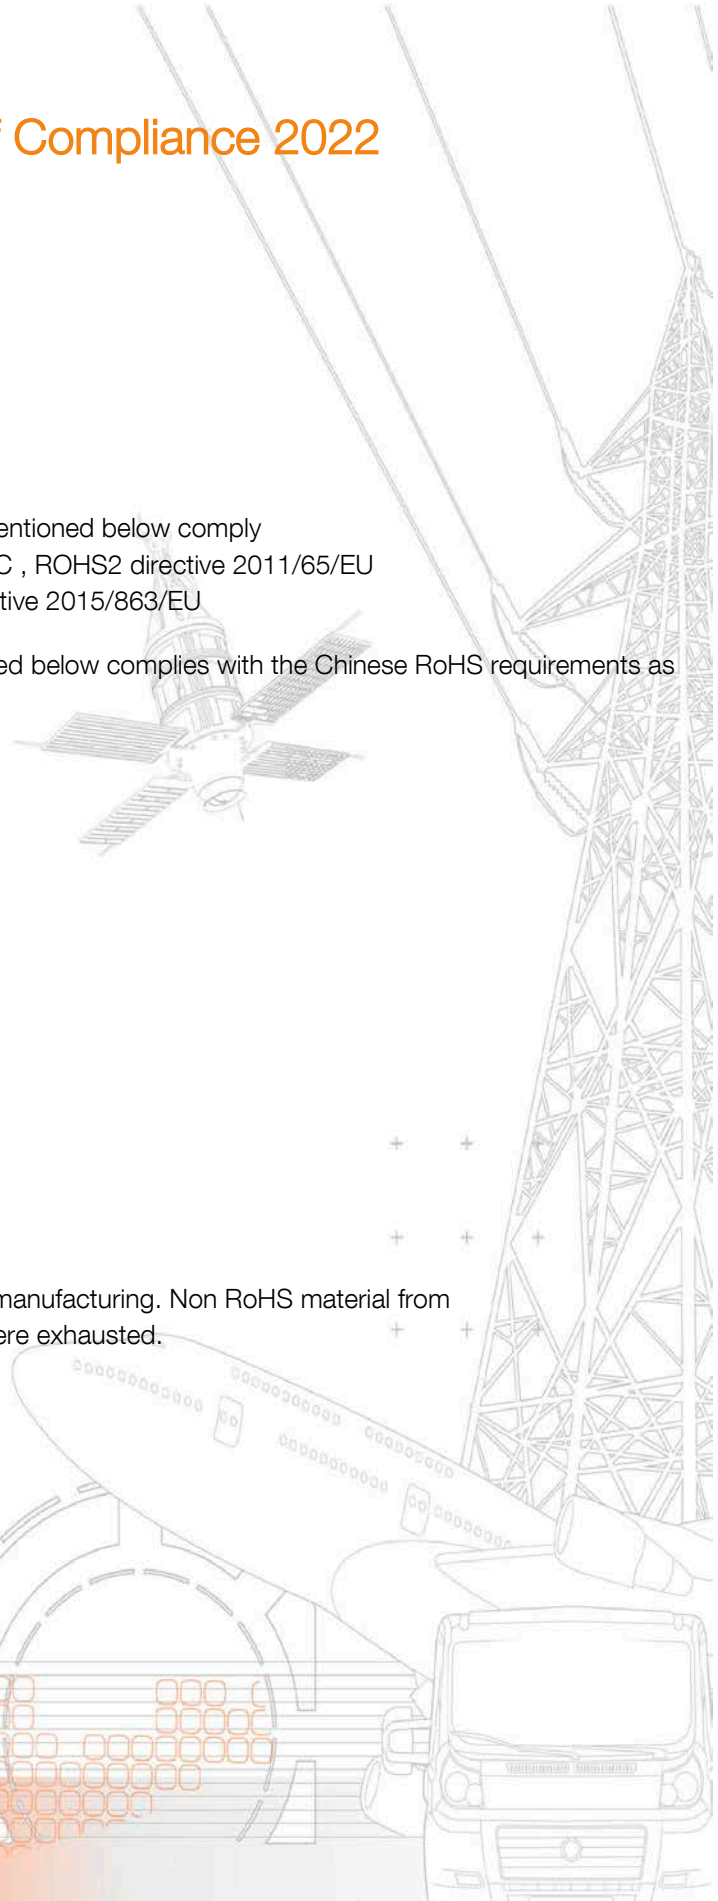 f Compliance 2022
entioned below comply
C , ROHS2 directive 2011/65/EU
tive 2015/863/EU
ed below complies with the Chinese RoHS requirements as
manufacturing. Non RoHS material from
ere exhausted.